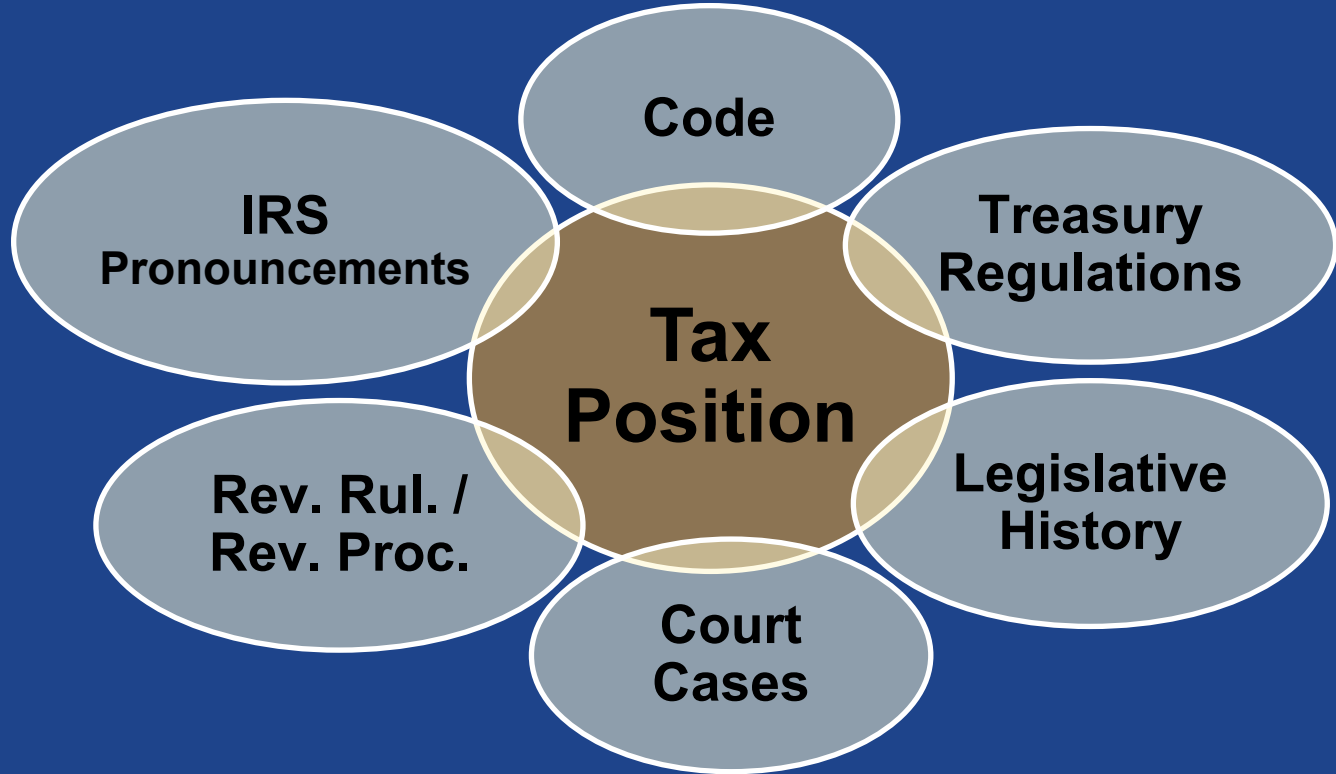 Code
IRS
Pronouncements
Treasury
Regulations
Tax
Position
Rev. Rul. /
Rev. Proc.
Legislative
History
Court
Cases